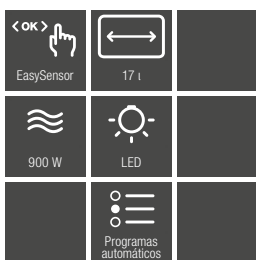 <OK>
EasySensor
17 l
900 W
LED
Programas
automáticos